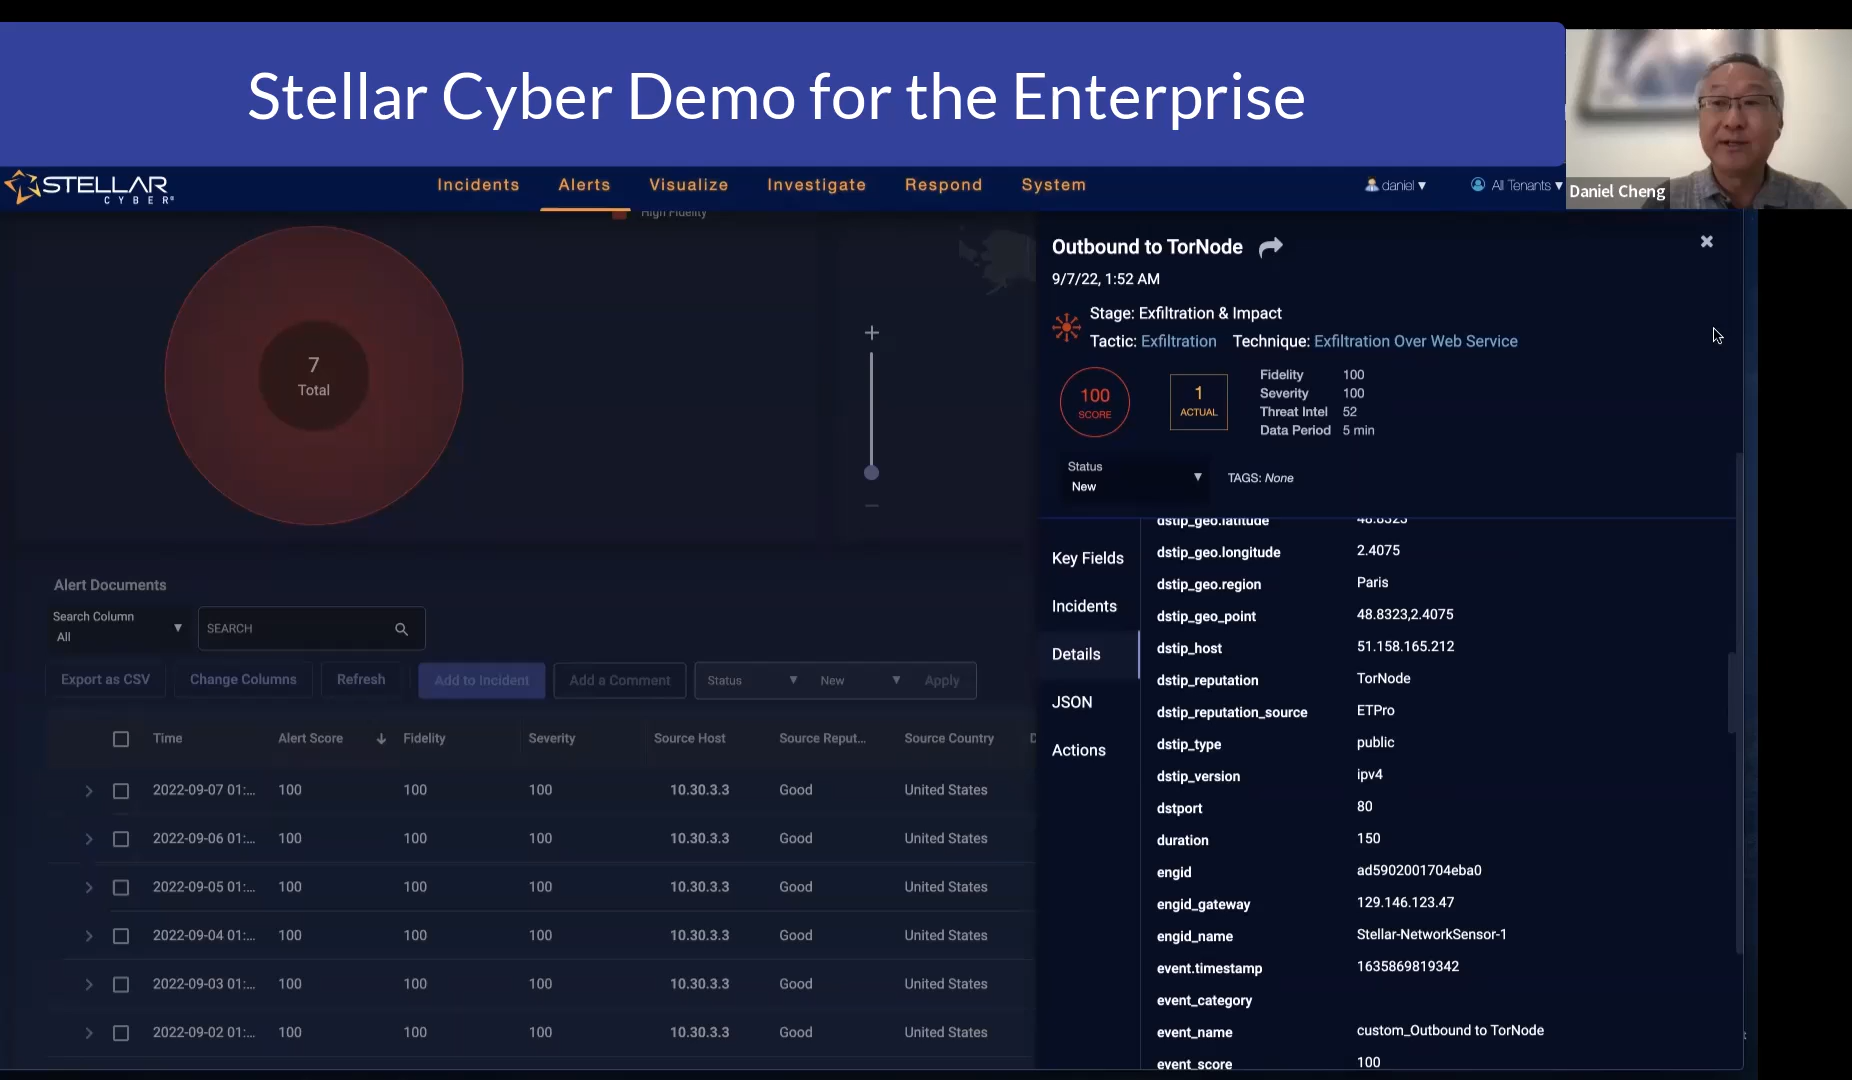 Stellar Cyber Demo for the Enterprise
Daniel Cheng
STELLAR
CYBER
Incidents Alerts Visualize Investigate Respond System
daniel ▼ All Tenants ▼
High Fidelity
7
Total
+
−
Outbound to TorNode
9/7/22, 1:52 AM
Stage: Exfiltration & Impact
Tactic: Exfiltration Technique: Exfiltration Over Web Service
100
SCORE
1
ACTUAL
Fidelity 100
Severity 100
Threat Intel 52
Data Period 5 min
Status
New
TAGS: None
Key Fields
Incidents
Details
JSON
Actions
dstip_geo.latitude 48.8323
dstip_geo.longitude 2.4075
dstip_geo.region Paris
dstip_geo_point 48.8323,2.4075
dstip_host 51.158.165.212
dstip_reputation TorNode
dstip_reputation_source ETPro
dstip_type public
dstip_version ipv4
dstport 80
duration 150
engid ad5902001704eba0
engid_gateway 129.146.123.47
engid_name Stellar-NetworkSensor-1
event.timestamp 1635869819342
event_category
event_name custom_Outbound to TorNode
event_score 100
Alert Documents
Search Column
All
SEARCH
Export as CSV Change Columns Refresh Add to Incident Add a Comment Status New Apply
Time Alert Score Fidelity Severity Source Host Source Reput... Source Country D
2022-09-07 01:... 100 100 100 10.30.3.3 Good United States
2022-09-06 01:... 100 100 100 10.30.3.3 Good United States
2022-09-05 01:... 100 100 100 10.30.3.3 Good United States
2022-09-04 01:... 100 100 100 10.30.3.3 Good United States
2022-09-03 01:... 100 100 100 10.30.3.3 Good United States
2022-09-02 01:... 100 100 100 10.30.3.3 Good United States